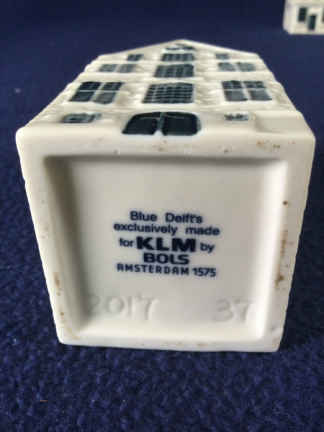 Blue Delft's
exclusively made
for KLM by
BOLS
AMSTERDAM 1575
2017 37